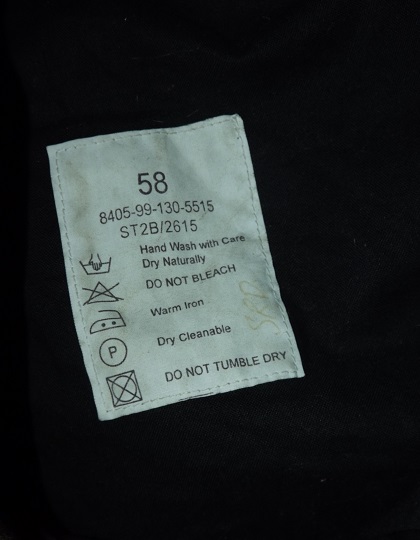 58
8405-99-130-5515
ST2B/2615
Hand Wash with Care
Dry Naturally
DO NOT BLEACH
Warm Iron
P
Dry Cleanable
DO NOT TUMBLE DRY